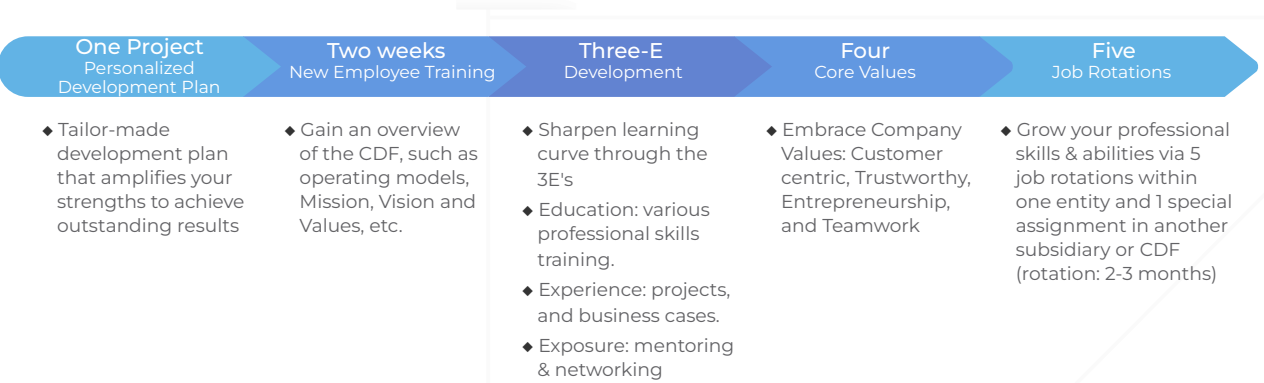 One Project
Personalized
Development Plan
Two weeks
New Employee Training
Three-E
Development
Four
Core Values
Five
Job Rotations
◆ Tailor-made
development plan
that amplifies your
strengths to achieve
outstanding results
◆ Gain an overview
of the CDF, such as
operating models,
Mission, Vision and
Values, etc.
◆ Sharpen learning
curve through the
3E's
◆ Education: various
professional skills
training.
◆ Experience: projects,
and business cases.
◆ Exposure: mentoring
& networking
◆ Embrace Company
Values: Customer
centric, Trustworthy,
Entrepreneurship,
and Teamwork
◆ Grow your professional
skills & abilities via 5
job rotations within
one entity and 1 special
assignment in another
subsidiary or CDF
(rotation: 2-3 months)